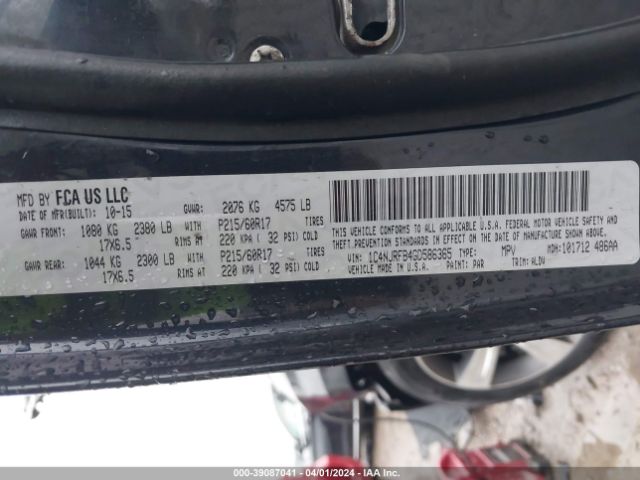 MFD BY FCA US LLC
DATE OF MFR(BUILT): 10-15 GVWR: 2076 KG 4575 LB
GAWR FRONT: 1080 KG 2380 LB WITH P215/60R17 TIRES
17X6.5 RIMS AT 220 KPA ( 32 PSI) COLD
GAWR REAR: 1044 KG 2300 LB WITH P215/60R17 TIRES
17X6.5 RIMS AT 220 KPA ( 32 PSI) COLD
THIS VEHICLE CONFORMS TO ALL APPLICABLE U.S.A. FEDERAL MOTOR VEHICLE SAFETY AND
THEFT PREVENTION STANDARDS IN EFFECT ON THE DATE OF MANUFACTURE SHOWN ABOVE.
VIN: 1C4NJRFB4GD586365 TYPE: MPV MDH:101712 486AA
VEHICLE MADE IN U.S.A. PAINT: PAR TRIM: ALDV
000-39087041 / 04/01/2024 / IAA Inc.